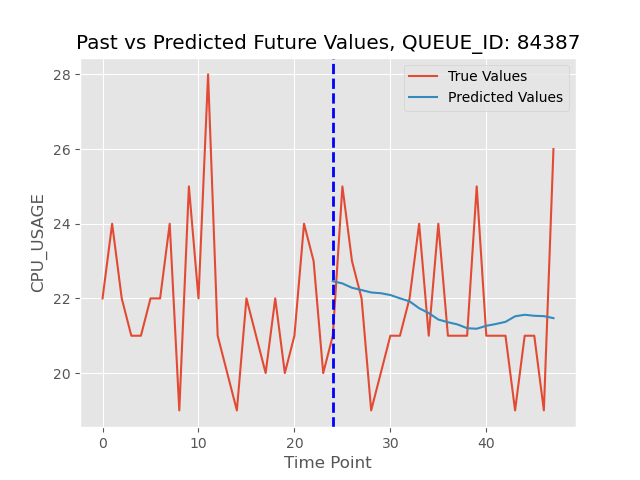 Past vs Predicted Future Values, QUEUE_ID: 84387
True Values
Predicted Values
28
26
24
22
20
CPU_USAGE
0
10
20
30
40
Time Point